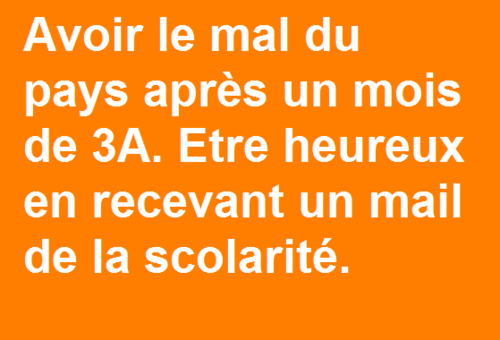 Avoir le mal du
pays après un mois
de 3A. Etre heureux
en recevant un mail
de la scolarité.